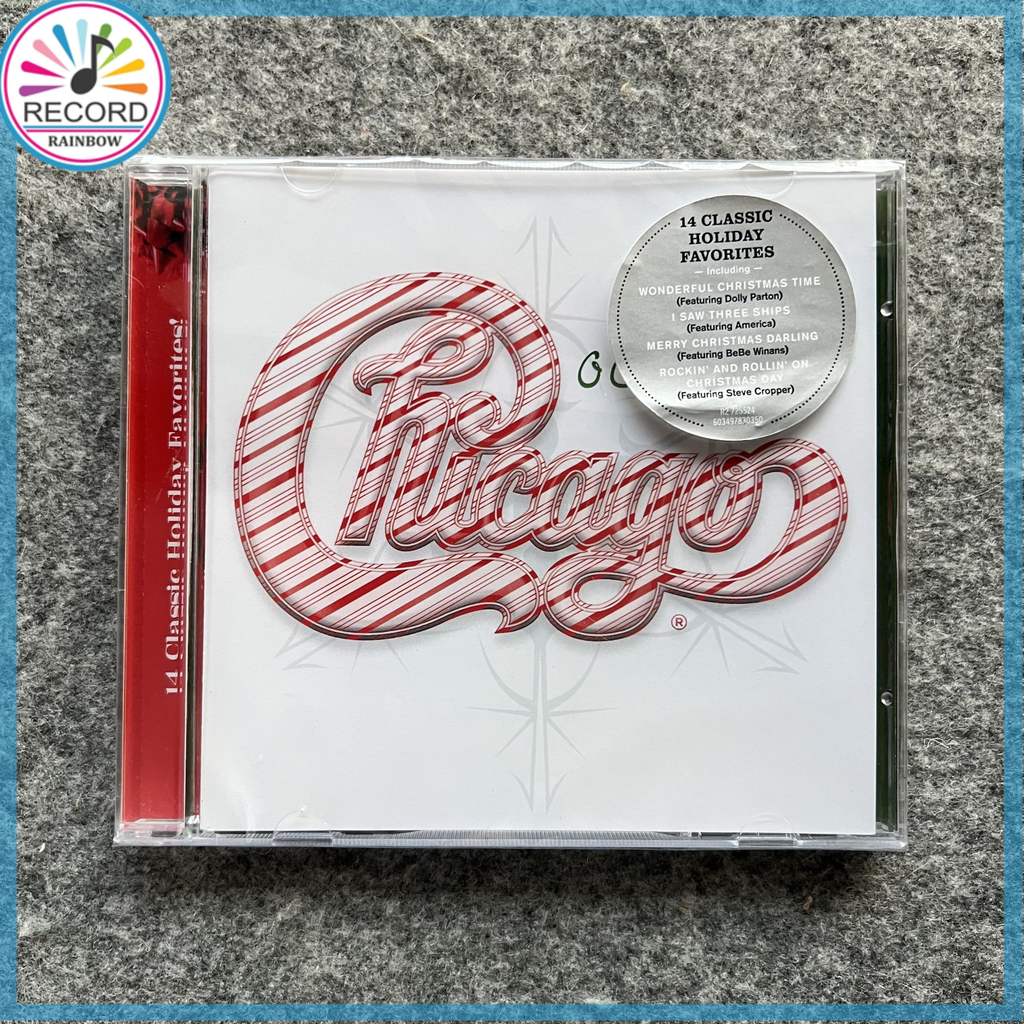 RECORD
RAINBOW
14 Classic Holiday Favorites!
14 CLASSIC
HOLIDAY
FAVORITES
— Including —
WONDERFUL CHRISTMAS TIME
(Featuring Dolly Parton)
I SAW THREE SHIPS
(Featuring America)
MERRY CHRISTMAS DARLING
(Featuring BeBe Winans)
ROCKIN' AND ROLLIN' ON
CHRISTMAS DAY
(Featuring Steve Cropper)
603497830350
Chicago
®